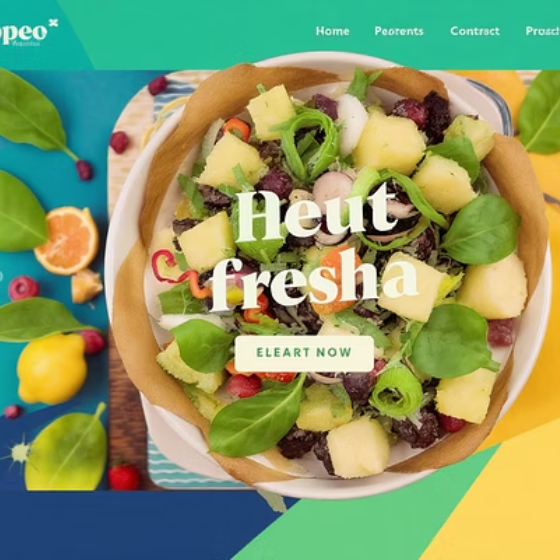 opeo
Home Peorents Contract
Heut
fresha
ELEART NOW